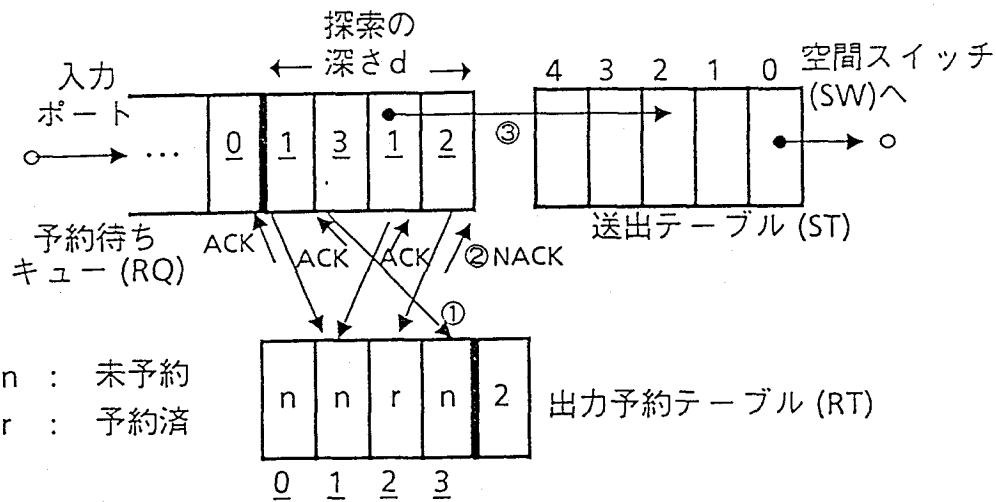 探索の
深さd
入力
ポート
4 3 2 1 0
空間スイッチ
(SW)へ
… 0 1 3 1 2
③
送出テーブル (ST)
予約待ち
キュー (RQ)
ACK ACK ACK ②NACK
①
n : 未予約
r : 予約済
n n r n 2
出力予約テーブル (RT)
0 1 2 3